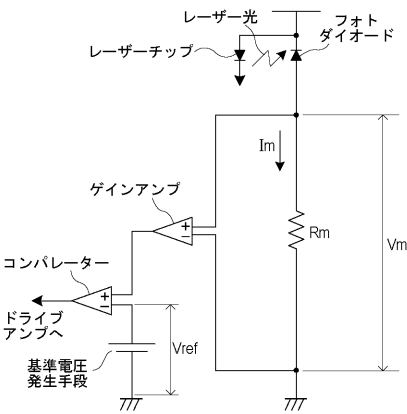 レーザー光
フォト
ダイオード
レーザーチップ
Im
ゲインアンプ
+
−
Rm
Vm
コンパレーター
+
−
ドライブ
アンプへ
Vref
基準電圧
発生手段